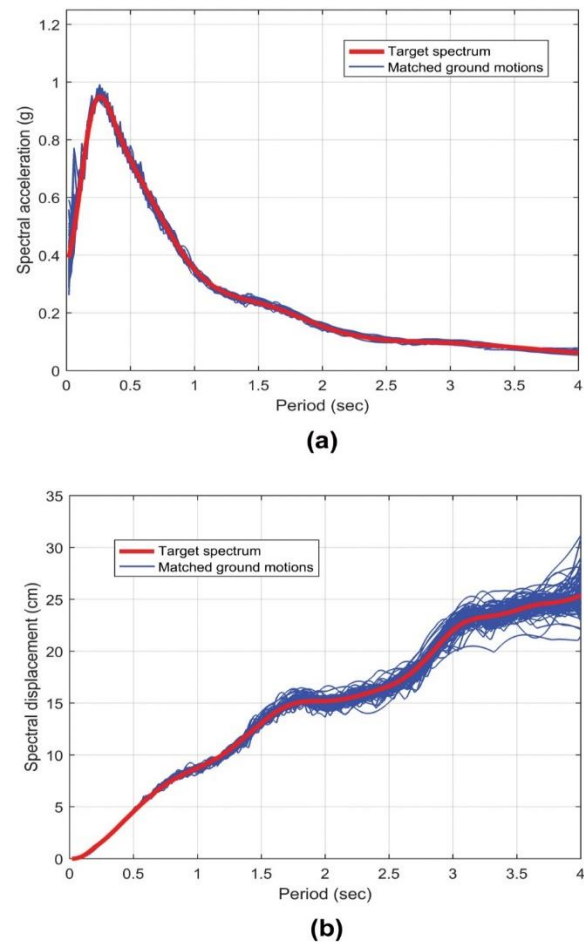 1.2
1
0.8
0.6
0.4
0.2
0
Spectral acceleration (g)
Target spectrum
Matched ground motions
0 0.5 1 1.5 2 2.5 3 3.5 4
Period (sec)
(a)
35
30
25
20
15
10
5
0
Spectral displacement (cm)
Target spectrum
Matched ground motions
0 0.5 1 1.5 2 2.5 3 3.5 4
Period (sec)
(b)